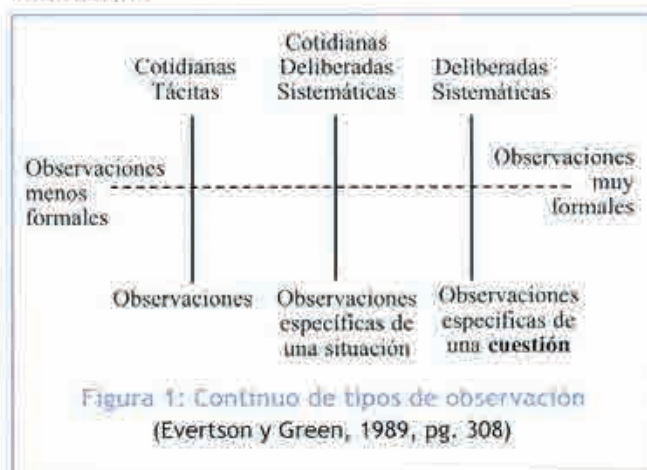 Cotidianas
Tácitas
Cotidianas
Deliberadas
Sistemáticas
Deliberadas
Sistemáticas
Observaciones
menos
formales
Observaciones
muy
formales
Observaciones
Observaciones
específicas de
una situación
Observaciones
específicas de
una cuestión
Figura 1: Continuo de tipos de observación
(Evertson y Green, 1989, pg. 308)